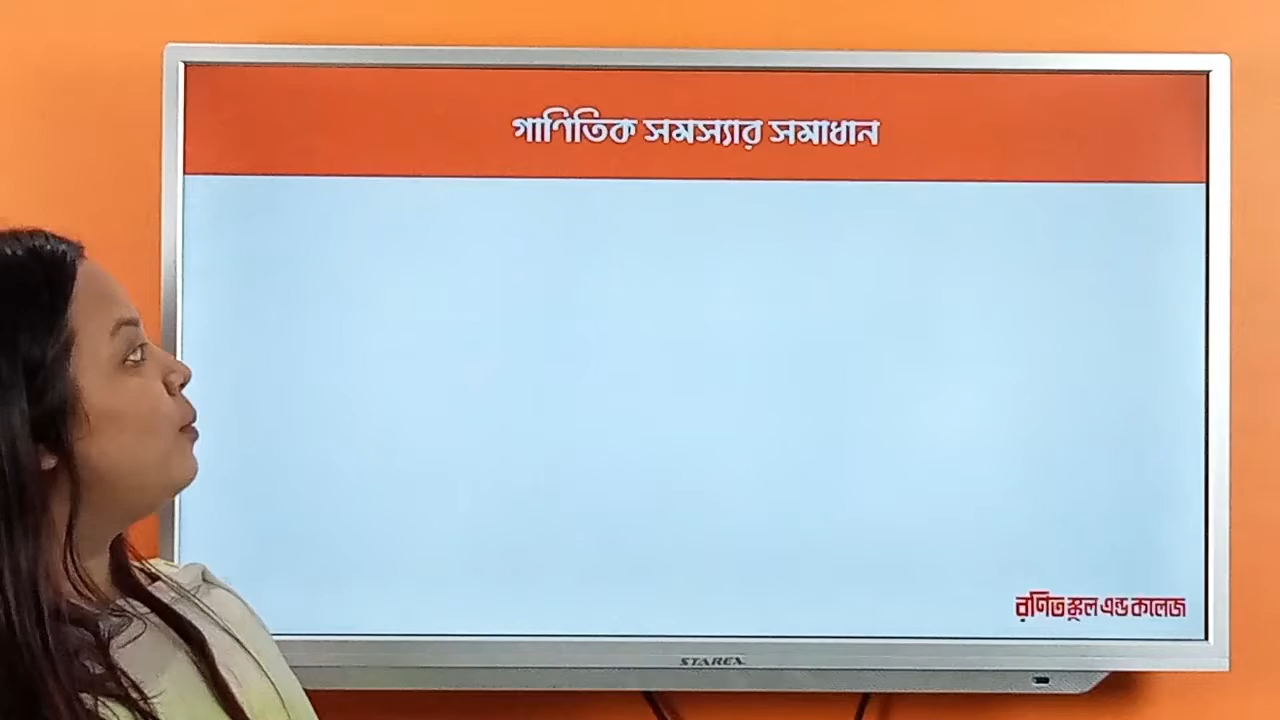 গাণিতিক সমস্যার সমাধান
রণিত স্কুল এন্ড কলেজ
STAREX